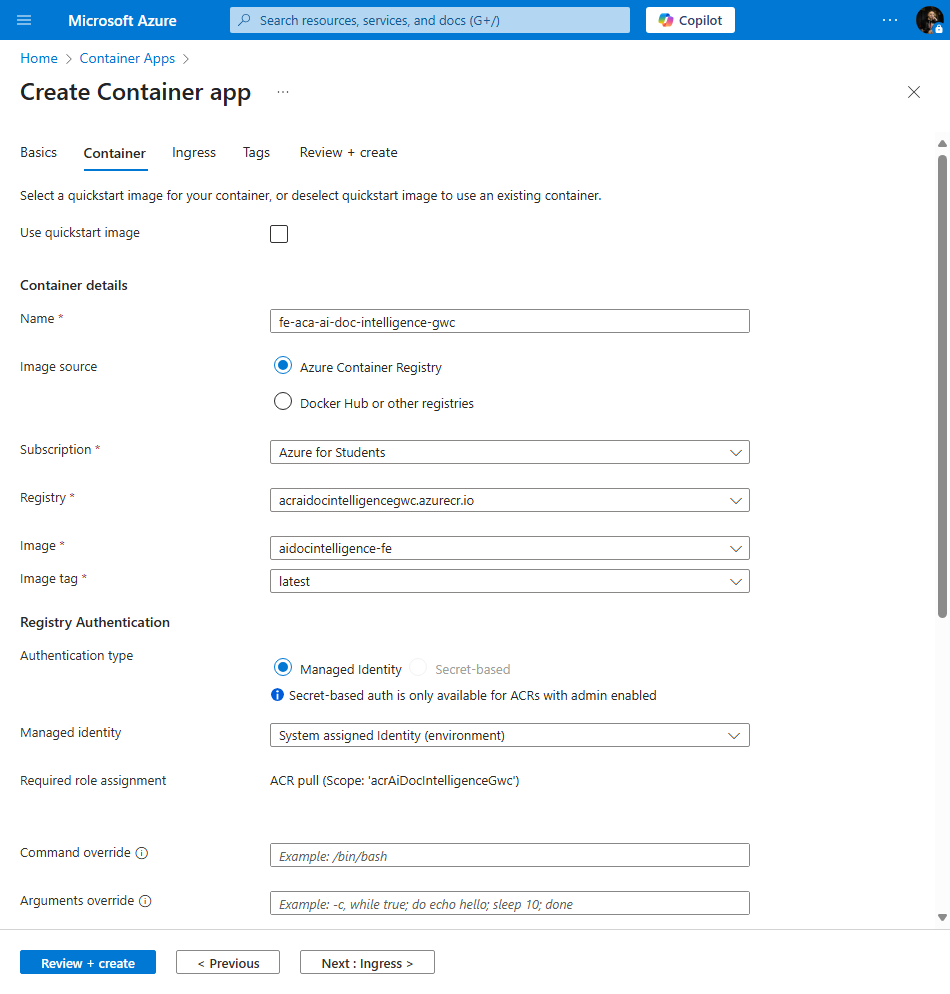 Microsoft Azure
Search resources, services, and docs (G+/)
Copilot
Home > Container Apps >
Create Container app
Basics Container Ingress Tags Review + create
Select a quickstart image for your container, or deselect quickstart image to use an existing container.
Use quickstart image
Container details
Name *
fe-aca-ai-doc-intelligence-gwc
Image source
Azure Container Registry
Docker Hub or other registries
Subscription *
Azure for Students
Registry *
acraidocintelligencegwc.azurecr.io
Image *
aidocintelligence-fe
Image tag *
latest
Registry Authentication
Authentication type
Managed Identity Secret-based
Secret-based auth is only available for ACRs with admin enabled
Managed identity
System assigned Identity (environment)
Required role assignment
ACR pull (Scope: 'acrAiDocIntelligenceGwc')
Command override
Example: /bin/bash
Arguments override
Example: -c, while true; do echo hello; sleep 10; done
Review + create < Previous Next : Ingress >